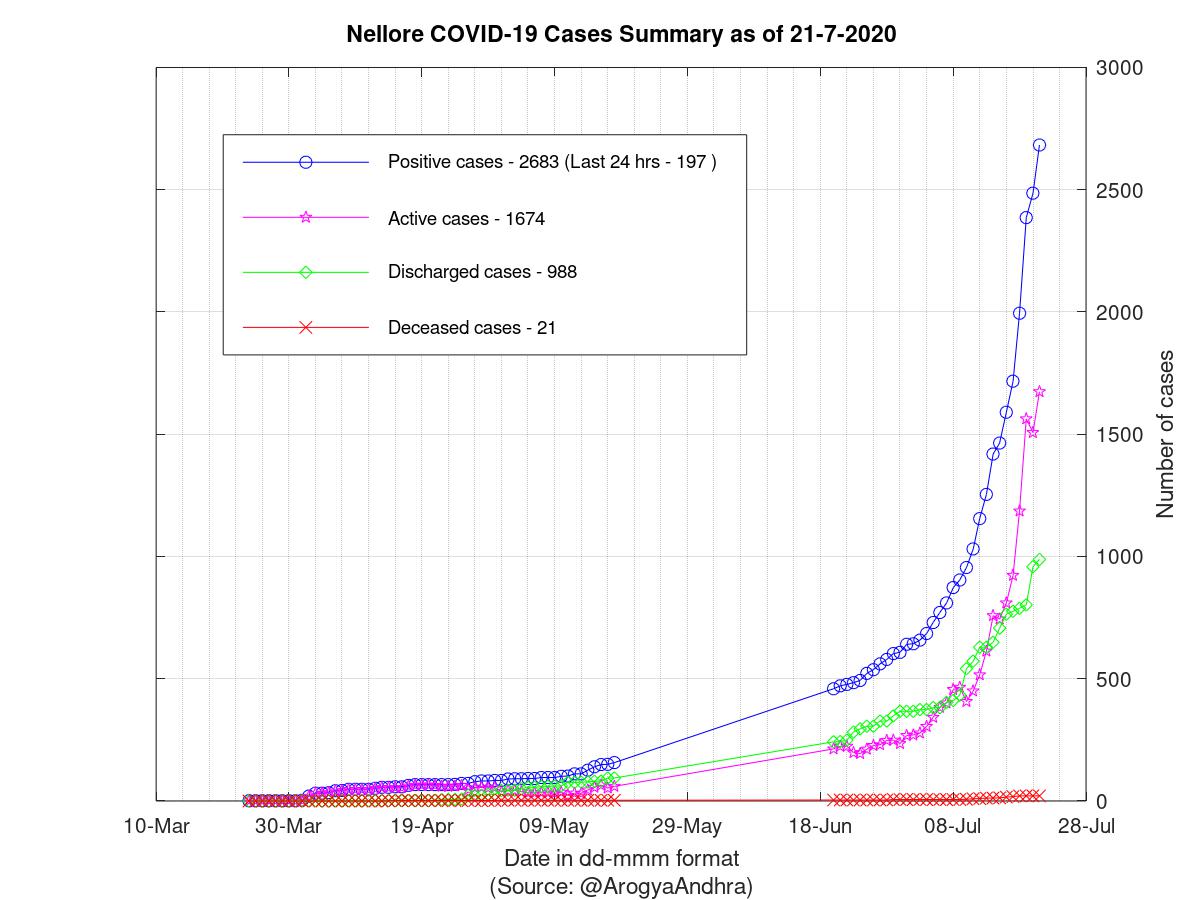 Nellore COVID-19 Cases Summary as of 21-7-2020
Positive cases - 2683 (Last 24 hrs - 197 )
Active cases - 1674
Discharged cases - 988
Deceased cases - 21
3000
2500
2000
1500
1000
500
0
Number of cases
10-Mar 30-Mar 19-Apr 09-May 29-May 18-Jun 08-Jul 28-Jul
Date in dd-mmm format
(Source: @ArogyaAndhra)